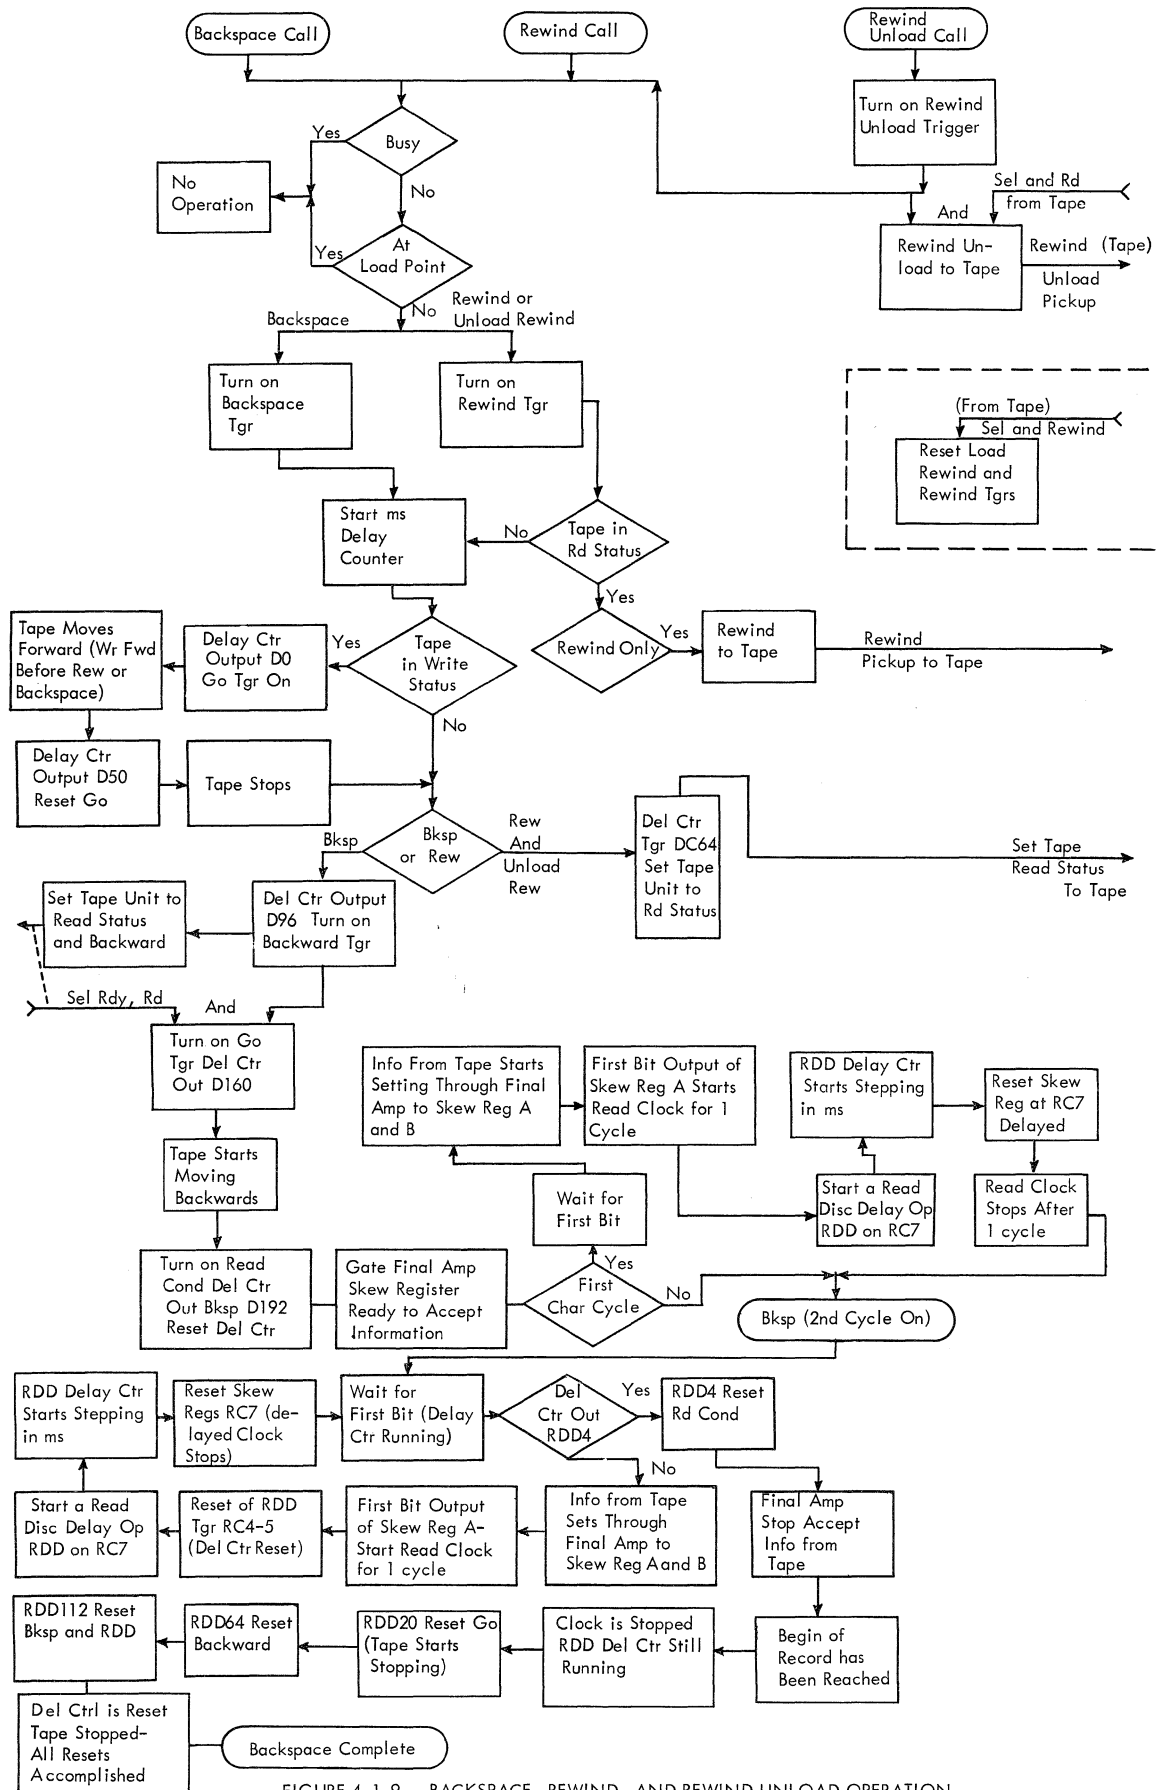 Backspace Call
Rewind Call
Rewind
Unload Call
Turn on Rewind
Unload Trigger
Yes
Busy
No
No
Operation
Sel and Rd
from Tape
And
Yes
At
Load Point
Rewind Un-
load to Tape
Rewind (Tape)
Unload
Pickup
No
Rewind or
Unload Rewind
Backspace
Turn on
Backspace
Tgr
Turn on
Rewind Tgr
(From Tape)
Sel and Rewind
Reset Load
Rewind and
Rewind Tgrs
Start ms
Delay
Counter
No
Tape in
Rd Status
Yes
Tape Moves
Forward (Wr Fwd
Before Rew or
Backspace)
Delay Ctr
Output D0
Go Tgr On
Yes
Tape
in Write
Status
Rewind Only
Yes
Rewind
to Tape
Rewind
Pickup to Tape
No
Delay Ctr
Output D50
Reset Go
Tape Stops
Bksp
Bksp
or Rew
Rew
And
Unload
Rew
Del Ctr
Tgr DC64
Set Tape
Unit to
Rd Status
Set Tape
Read Status
To Tape
Set Tape Unit to
Read Status
and Backward
Del Ctr Output
D96 Turn on
Backward Tgr
Sel Rdy, Rd
And
Turn on Go
Tgr Del Ctr
Out D160
Info From Tape Starts
Setting Through Final
Amp to Skew Reg A
and B
First Bit Output of
Skew Reg A Starts
Read Clock for 1
Cycle
RDD Delay Ctr
Starts Stepping
in ms
Reset Skew
Reg at RC7
Delayed
Tape Starts
Moving
Backwards
Wait for
First Bit
Start a Read
Disc Delay Op
RDD on RC7
Read Clock
Stops After
1 cycle
Turn on Read
Cond Del Ctr
Out Bksp D192
Reset Del Ctr
Gate Final Amp
Skew Register
Ready to Accept
Information
Yes
First
Char Cycle
No
Bksp (2nd Cycle On)
RDD Delay Ctr
Starts Stepping
in ms
Reset Skew
Regs RC7 (de-
layed Clock
Stops)
Wait for
First Bit (Delay
Ctr Running)
Del
Ctr Out
RDD4
Yes
RDD4 Reset
Rd Cond
No
Start a Read
Disc Delay Op
RDD on RC7
Reset of RDD
Tgr RC4-5
(Del Ctr Reset)
First Bit Output
of Skew Reg A-
Start Read Clock
for 1 cycle
Info from Tape
Sets Through
Final Amp to
Skew Reg A and B
Final Amp
Stop Accept
Info from
Tape
RDD112 Reset
Bksp and RDD
RDD64 Reset
Backward
RDD20 Reset Go
(Tape Starts
Stopping)
Clock is Stopped
RDD Del Ctr Still
Running
Begin of
Record has
Been Reached
Del Ctrl is Reset
Tape Stopped-
All Resets
Accomplished
Backspace Complete